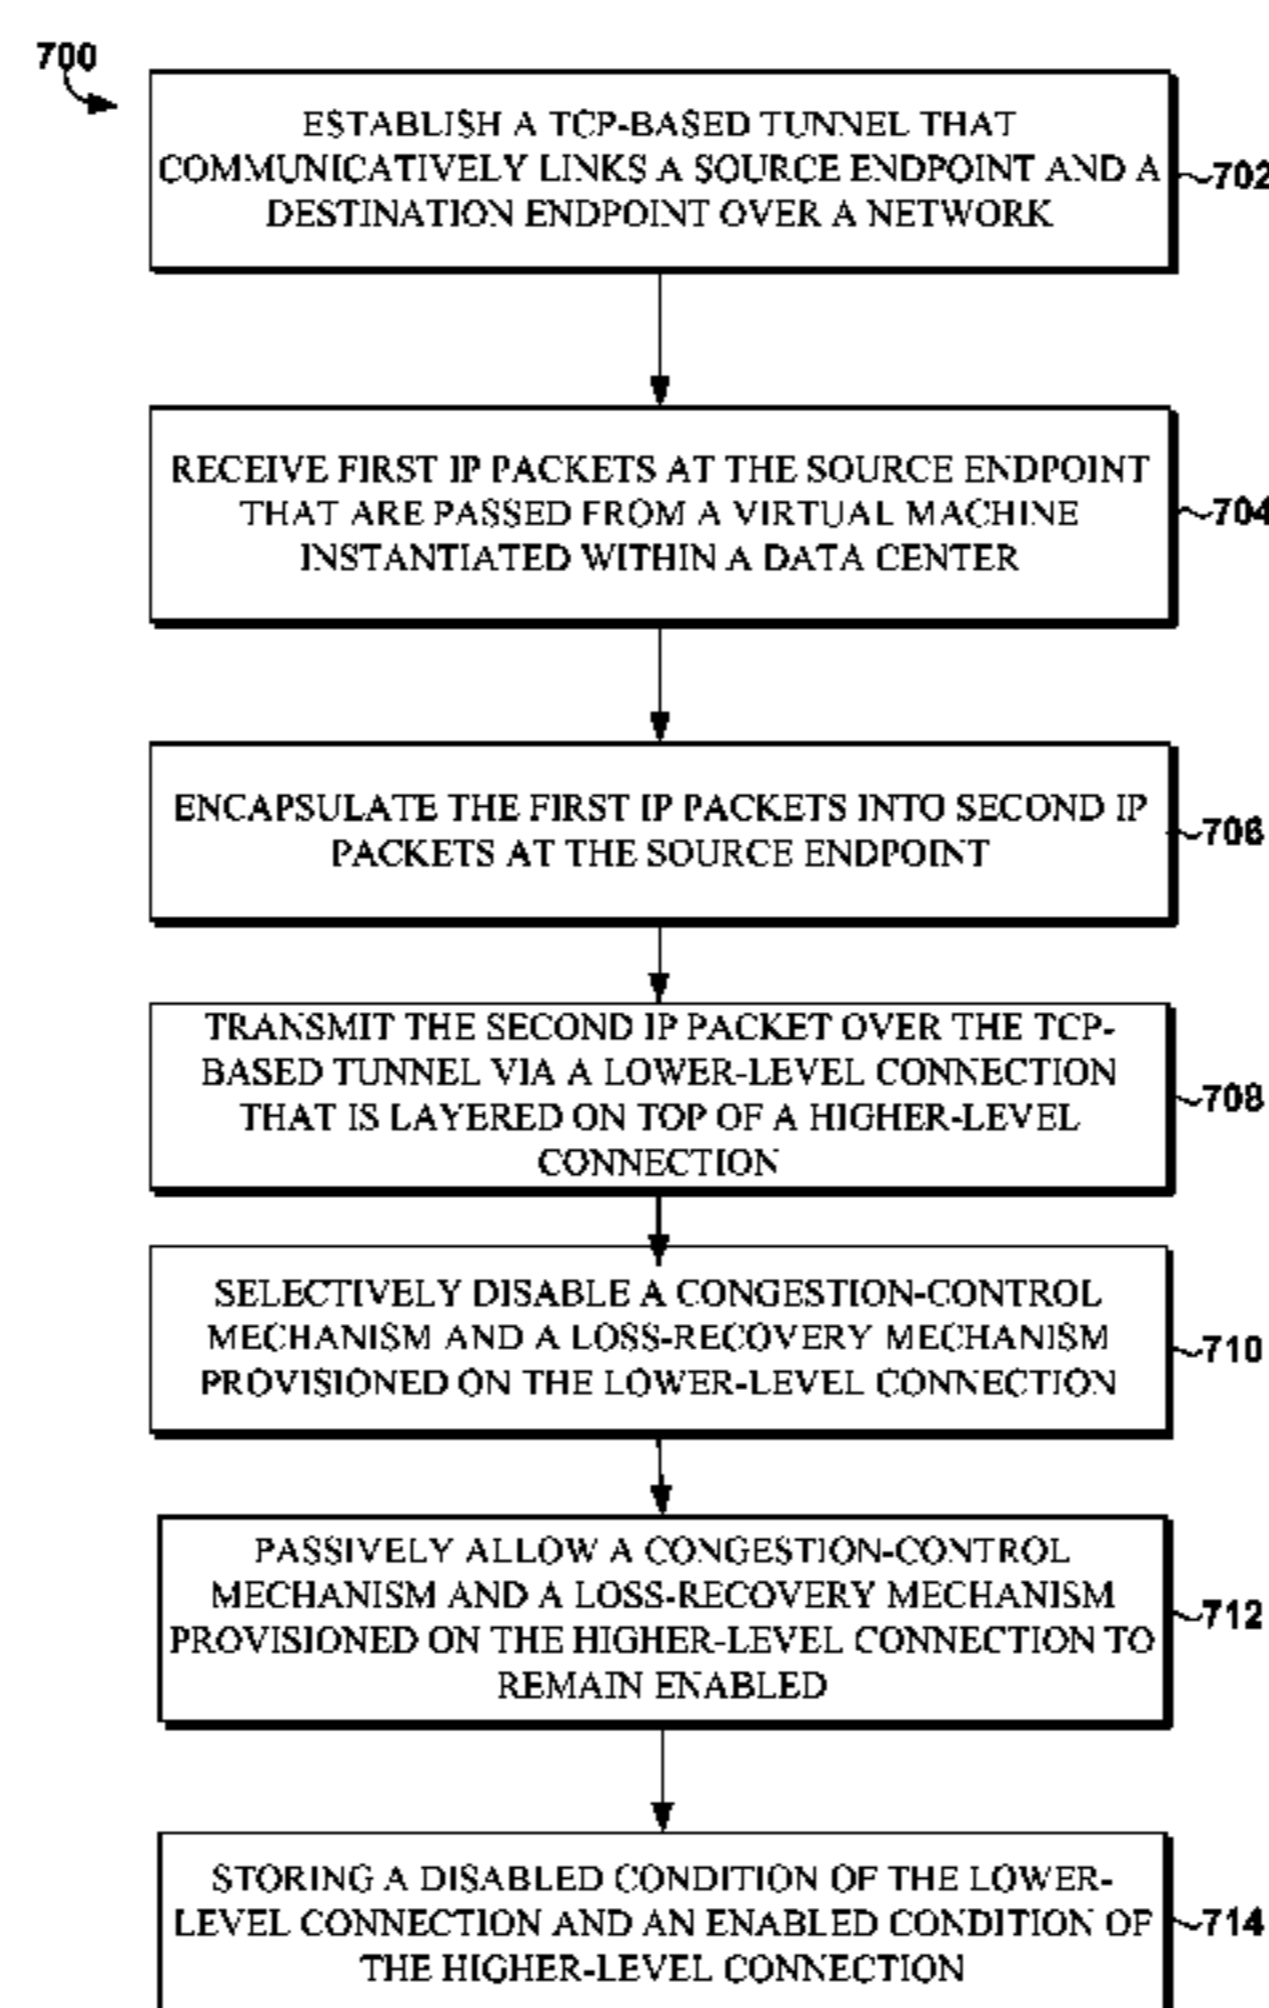 700
ESTABLISH A TCP-BASED TUNNEL THAT
COMMUNICATIVELY LINKS A SOURCE ENDPOINT AND A
DESTINATION ENDPOINT OVER A NETWORK
702
RECEIVE FIRST IP PACKETS AT THE SOURCE ENDPOINT
THAT ARE PASSED FROM A VIRTUAL MACHINE
INSTANTIATED WITHIN A DATA CENTER
704
ENCAPSULATE THE FIRST IP PACKETS INTO SECOND IP
PACKETS AT THE SOURCE ENDPOINT
706
TRANSMIT THE SECOND IP PACKET OVER THE TCP-
BASED TUNNEL VIA A LOWER-LEVEL CONNECTION
THAT IS LAYERED ON TOP OF A HIGHER-LEVEL
CONNECTION
708
SELECTIVELY DISABLE A CONGESTION-CONTROL
MECHANISM AND A LOSS-RECOVERY MECHANISM
PROVISIONED ON THE LOWER-LEVEL CONNECTION
710
PASSIVELY ALLOW A CONGESTION-CONTROL
MECHANISM AND A LOSS-RECOVERY MECHANISM
PROVISIONED ON THE HIGHER-LEVEL CONNECTION TO
REMAIN ENABLED
712
STORING A DISABLED CONDITION OF THE LOWER-
LEVEL CONNECTION AND AN ENABLED CONDITION OF
THE HIGHER-LEVEL CONNECTION
714